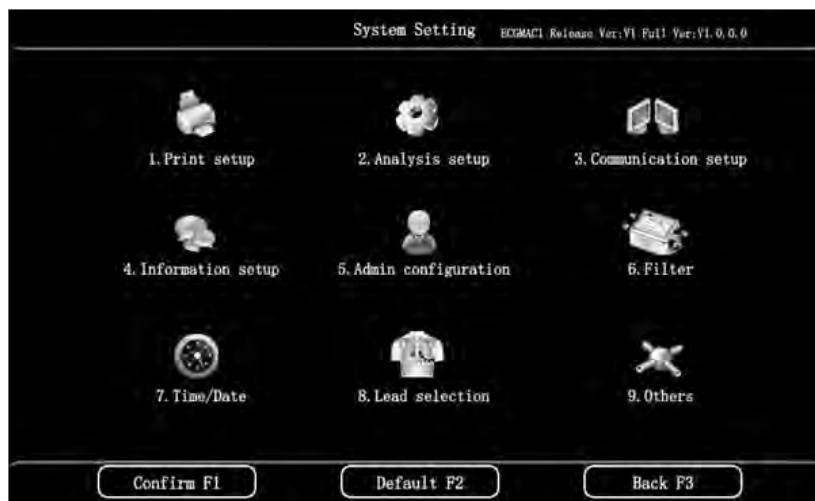 System Setting ECGMAC1 Release Ver:V1 Full Ver:V1.0.0.0
1.Print setup 2.Analysis setup 3.Communication setup
4.Information setup 5.Admin configuration 6.Filter
7.Time/Date 8.Lead selection 9.Others
Confirm F1 Default F2 Back F3